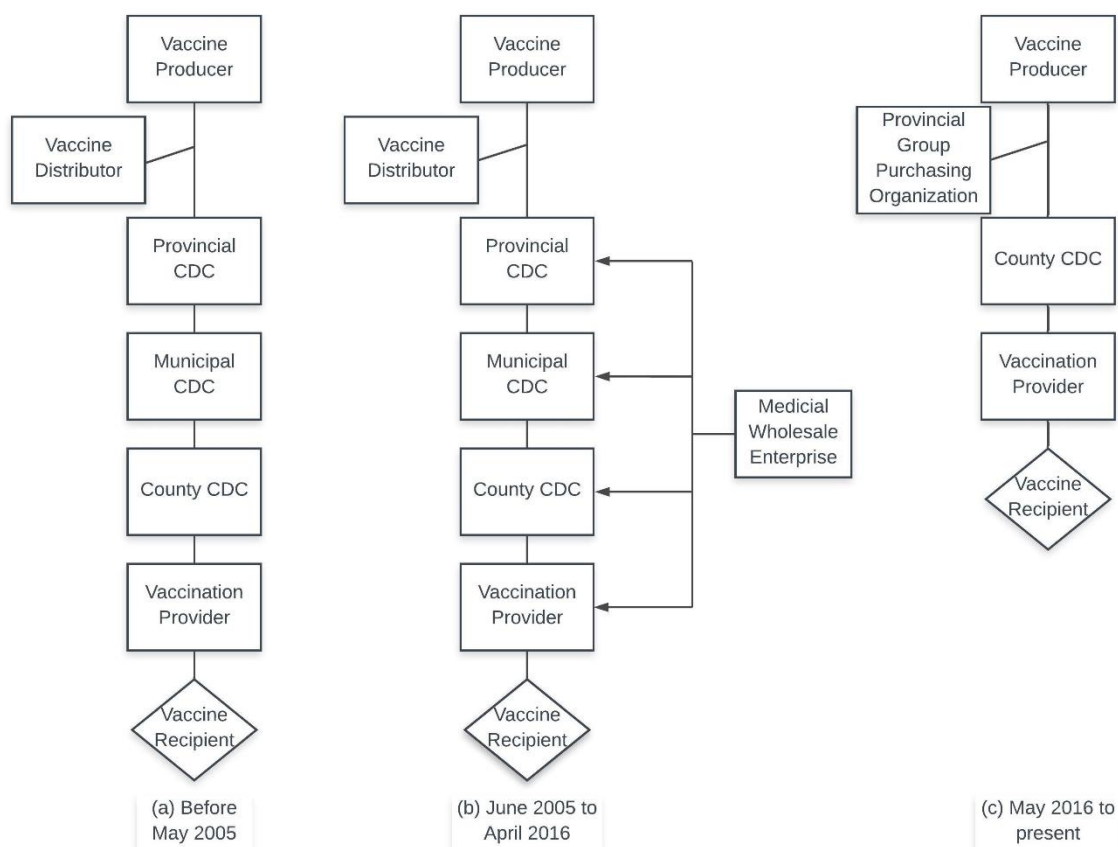 Vaccine
Producer
Vaccine
Distributor
Provincial
CDC
Municipal
CDC
County CDC
Vaccination
Provider
Vaccine
Recipient
(a) Before
May 2005
Vaccine
Producer
Vaccine
Distributor
Provincial
CDC
Municipal
CDC
County CDC
Vaccination
Provider
Vaccine
Recipient
Medicial
Wholesale
Enterprise
(b) June 2005 to
April 2016
Vaccine
Producer
Provincial
Group
Purchasing
Organization
County CDC
Vaccination
Provider
Vaccine
Recipient
(c) May 2016 to
present